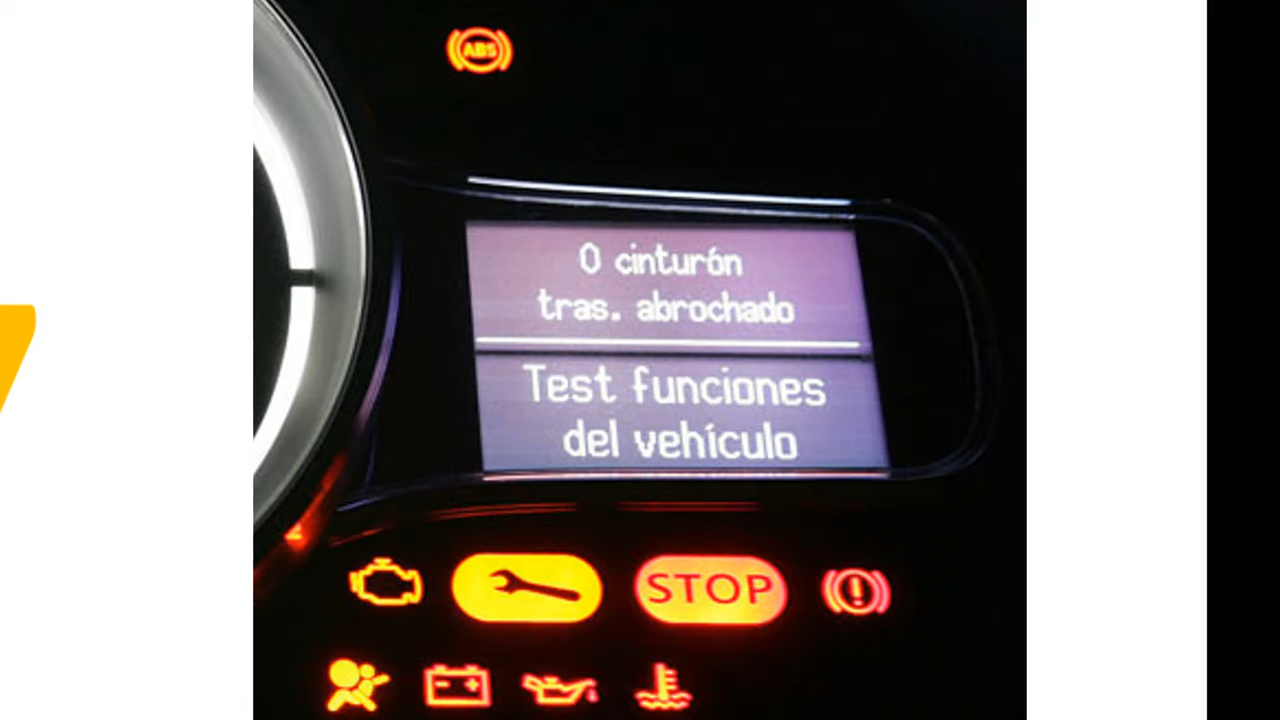 ABS
0 cinturón
tras. abrochado
Test funciones
del vehículo
STOP